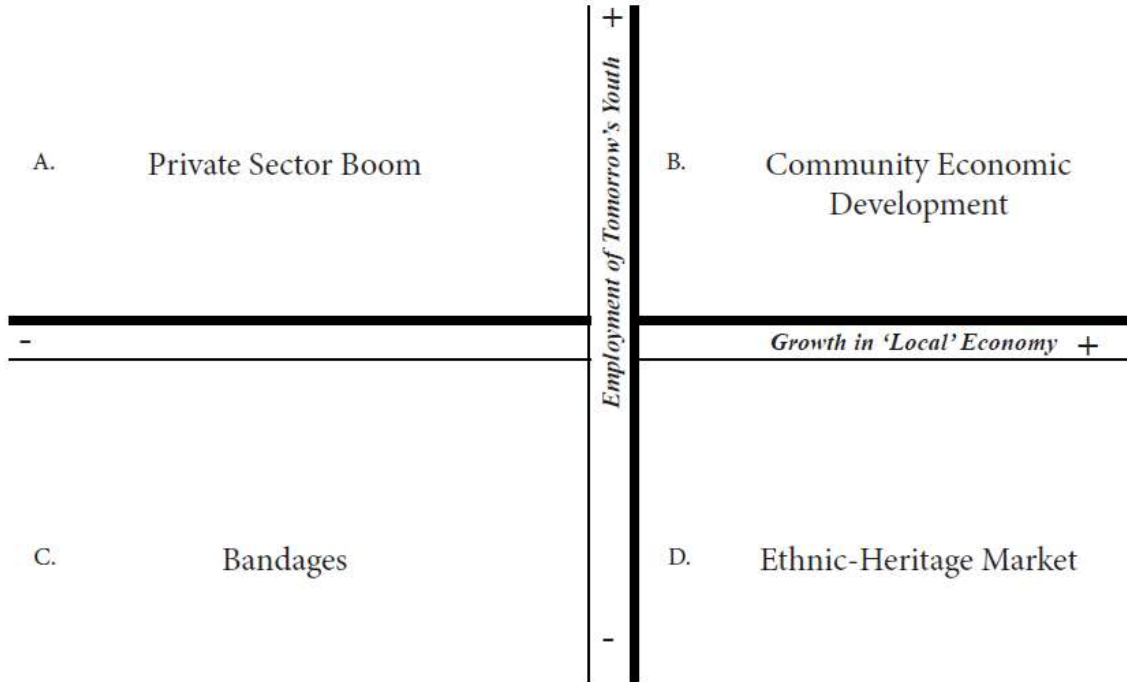 +
Employment of Tomorrow's Youth
A.
Private Sector Boom
B.
Community Economic
Development
-
Growth in ‘Local’ Economy +
C.
Bandages
D.
Ethnic-Heritage Market
-